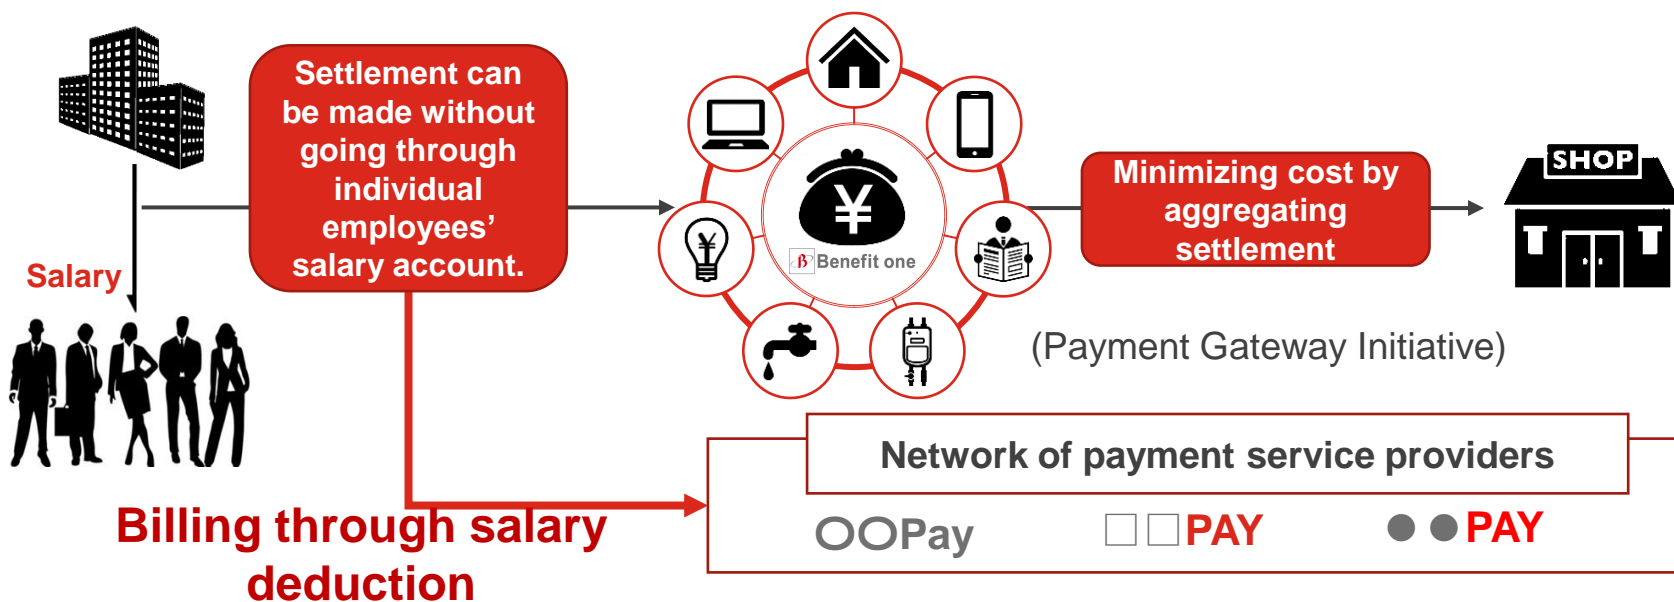 Salary
Settlement can
be made without
going through
individual
employees’
salary account.
¥
¥
Benefit one
Minimizing cost by
aggregating
settlement
SHOP
(Payment Gateway Initiative)
Billing through salary
deduction
Network of payment service providers
〇〇Pay
□□PAY
●●PAY